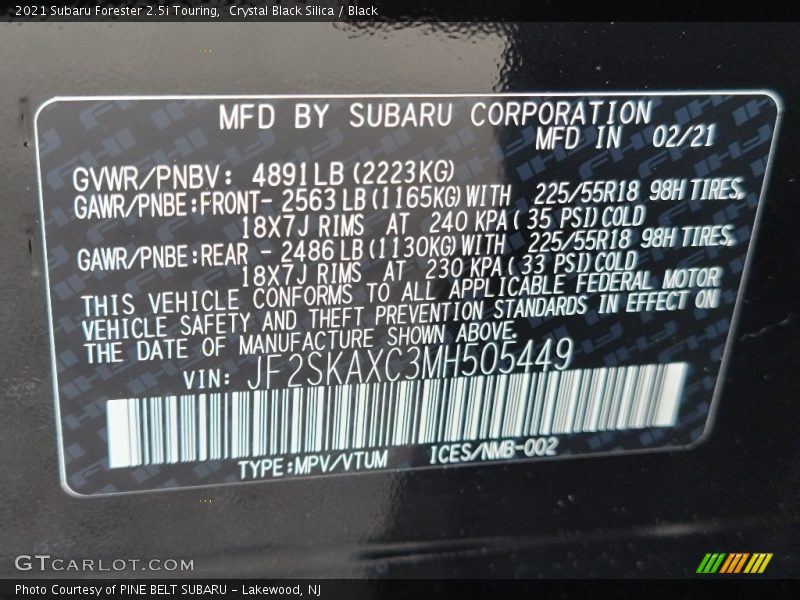 2021 Subaru Forester 2.5i Touring,  Crystal Black Silica / Black
MFD BY SUBARU CORPORATION
MFD IN 02/21
GVWR/PNBV: 4891LB (2223KG)
GAWR/PNBE:FRONT- 2563 LB (1165KG) WITH 225/55R18 98H TIRES,
18X7J RIMS AT 240 KPA ( 35 PSI) COLD
GAWR/PNBE:REAR - 2486 LB (1130KG) WITH 225/55R18 98H TIRES,
18X7J RIMS AT 230 KPA ( 33 PSI) COLD
THIS VEHICLE CONFORMS TO ALL APPLICABLE FEDERAL MOTOR
VEHICLE SAFETY AND THEFT PREVENTION STANDARDS IN EFFECT ON
THE DATE OF MANUFACTURE SHOWN ABOVE.
VIN: JF2SKAXC3MH505449
TYPE:MPV/VTUM ICES/NMB-002
GTCARLOT.COM
Photo Courtesy of PINE BELT SUBARU - Lakewood, NJ